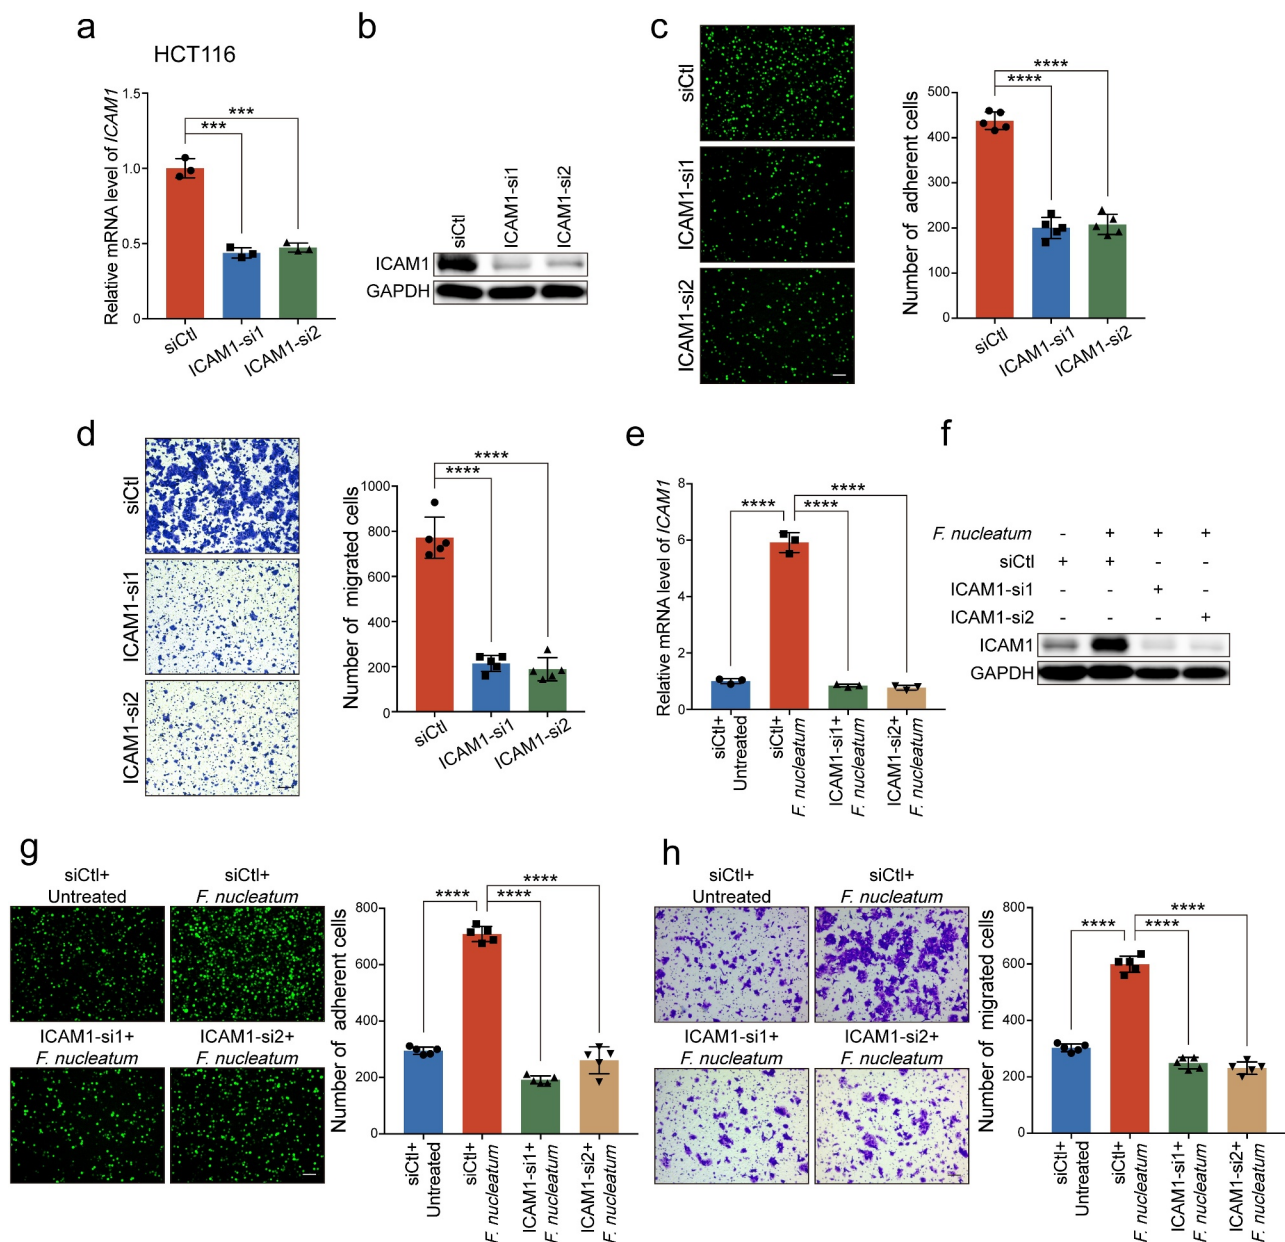 a
HCT116
Relative mRNA level of ICAM1
1.5
1.0
0.5
0
***
***
siCtl
ICAM1-si1
ICAM1-si2
b
siCtl
ICAM1-si1
ICAM1-si2
ICAM1
GAPDH
c
siCtl
ICAM1-si1
ICAM1-si2
Number of adherent cells
500
400
300
200
100
0
****
****
siCtl
ICAM1-si1
ICAM1-si2
d
siCtl
ICAM1-si1
ICAM1-si2
Number of migrated cells
1000
800
600
400
200
0
****
****
siCtl
ICAM1-si1
ICAM1-si2
e
Relative mRNA level of ICAM1
8
6
4
2
0
****
****
****
siCtl+
Untreated
siCtl+
F. nucleatum
ICAM1-si1+
F. nucleatum
ICAM1-si2+
F. nucleatum
f
F. nucleatum - + + +
siCtl + + - -
ICAM1-si1 - - + -
ICAM1-si2 - - - +
ICAM1
GAPDH
g
siCtl+
Untreated
siCtl+
F. nucleatum
ICAM1-si1+
F. nucleatum
ICAM1-si2+
F. nucleatum
Number of adherent cells
800
600
400
200
0
****
****
****
siCtl+
Untreated
siCtl+
F. nucleatum
ICAM1-si1+
F. nucleatum
ICAM1-si2+
F. nucleatum
h
siCtl+
Untreated
siCtl+
F. nucleatum
ICAM1-si1+
F. nucleatum
ICAM1-si2+
F. nucleatum
Number of migrated cells
800
600
400
200
0
****
****
****
siCtl+
Untreated
siCtl+
F. nucleatum
ICAM1-si1+
F. nucleatum
ICAM1-si2+
F. nucleatum